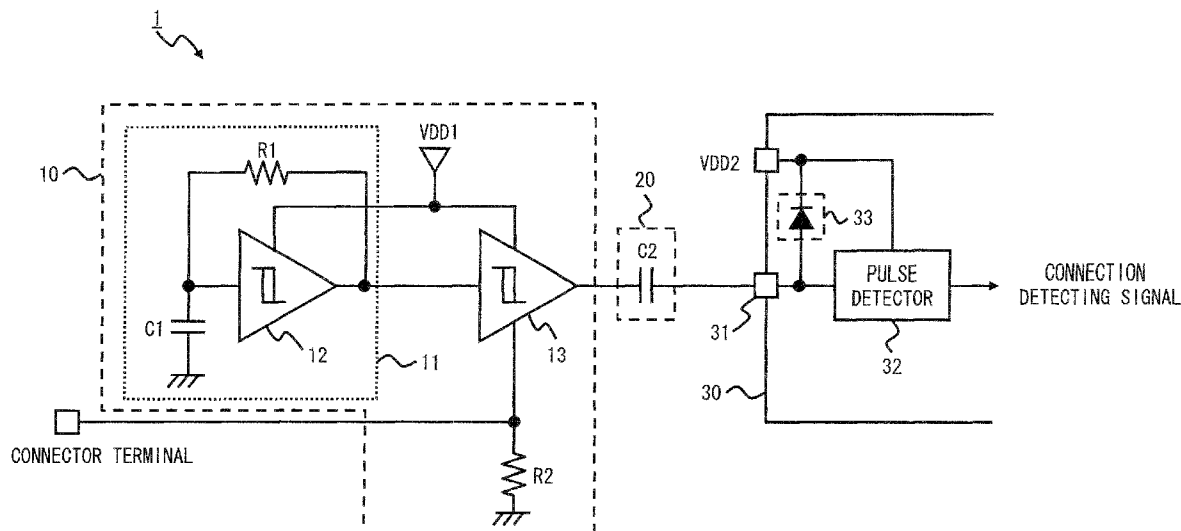 1
10
R1
VDD1
C1
12
11
13
20
C2
VDD2
33
31
PULSE
DETECTOR
32
CONNECTION
DETECTING SIGNAL
30
CONNECTOR TERMINAL
R2